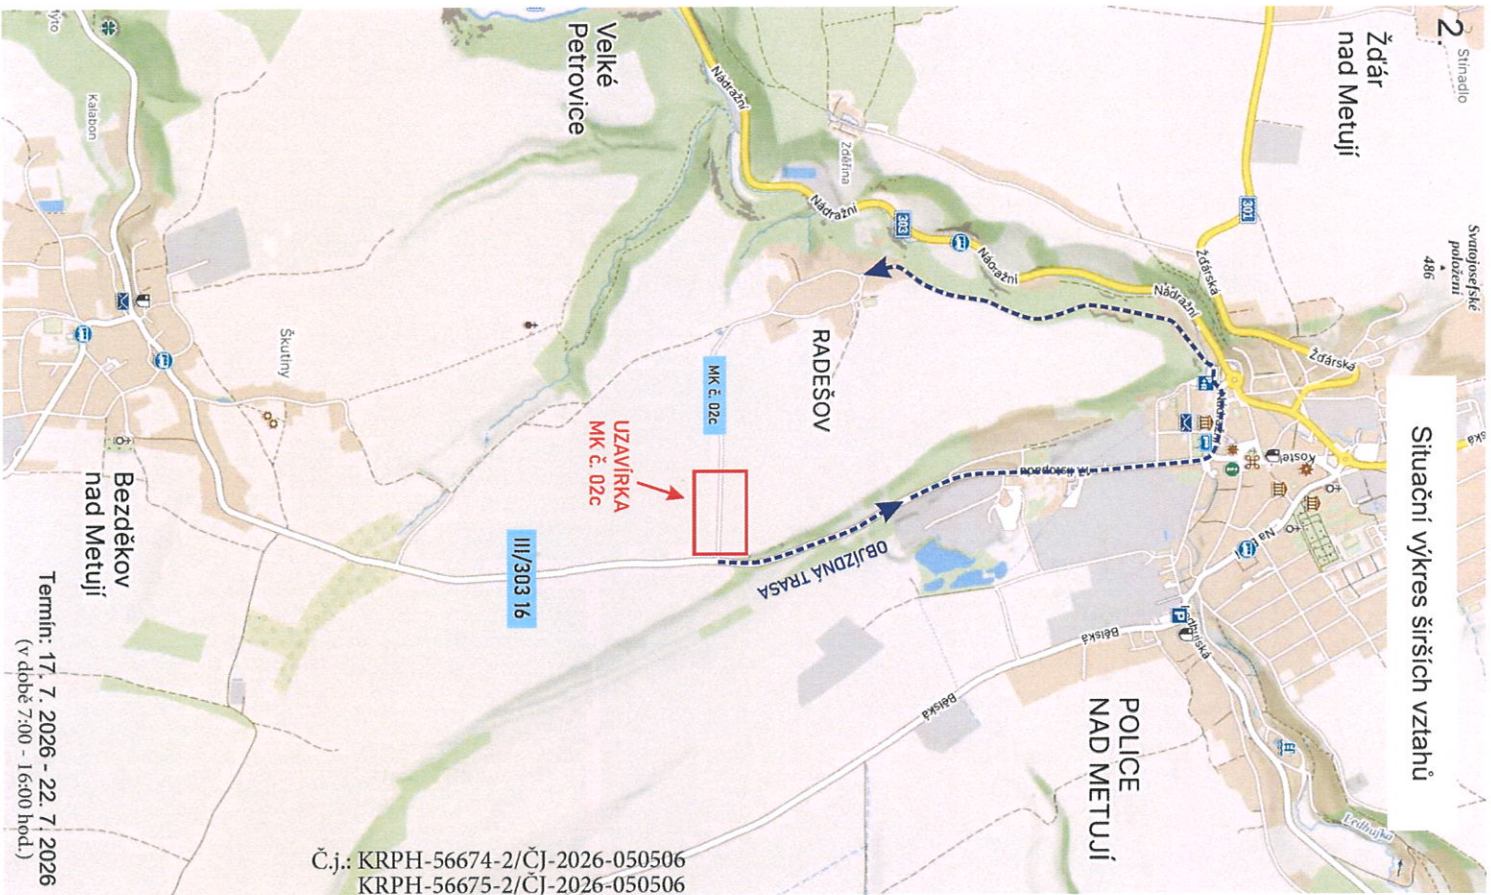 2.
Situační výkres širších vztahů
Stínadlo
Žďár
nad Metují
Svatojosefské
položení
486
301
Žďárská
Žďárská
Velké
Petrovice
Nádražní
Zděřina
Nádražní
303
Nádražní
Nádražní
RADEŠOV
MK č. 02c
UZAVÍRKA
MK č. 02c
OBJÍZDNÁ TRASA
III/303 16
POLICE
NAD METUJÍ
Bělská
Bělská
Ledhujka
Kalabon
Škutiny
Bezděkov
nad Metují
Termín: 17. 7. 2026 - 22. 7. 2026
(v době 7:00 - 16:00 hod.)
Č.j.: KRPH-56674-2/ČJ-2026-050506
KRPH-56675-2/ČJ-2026-050506